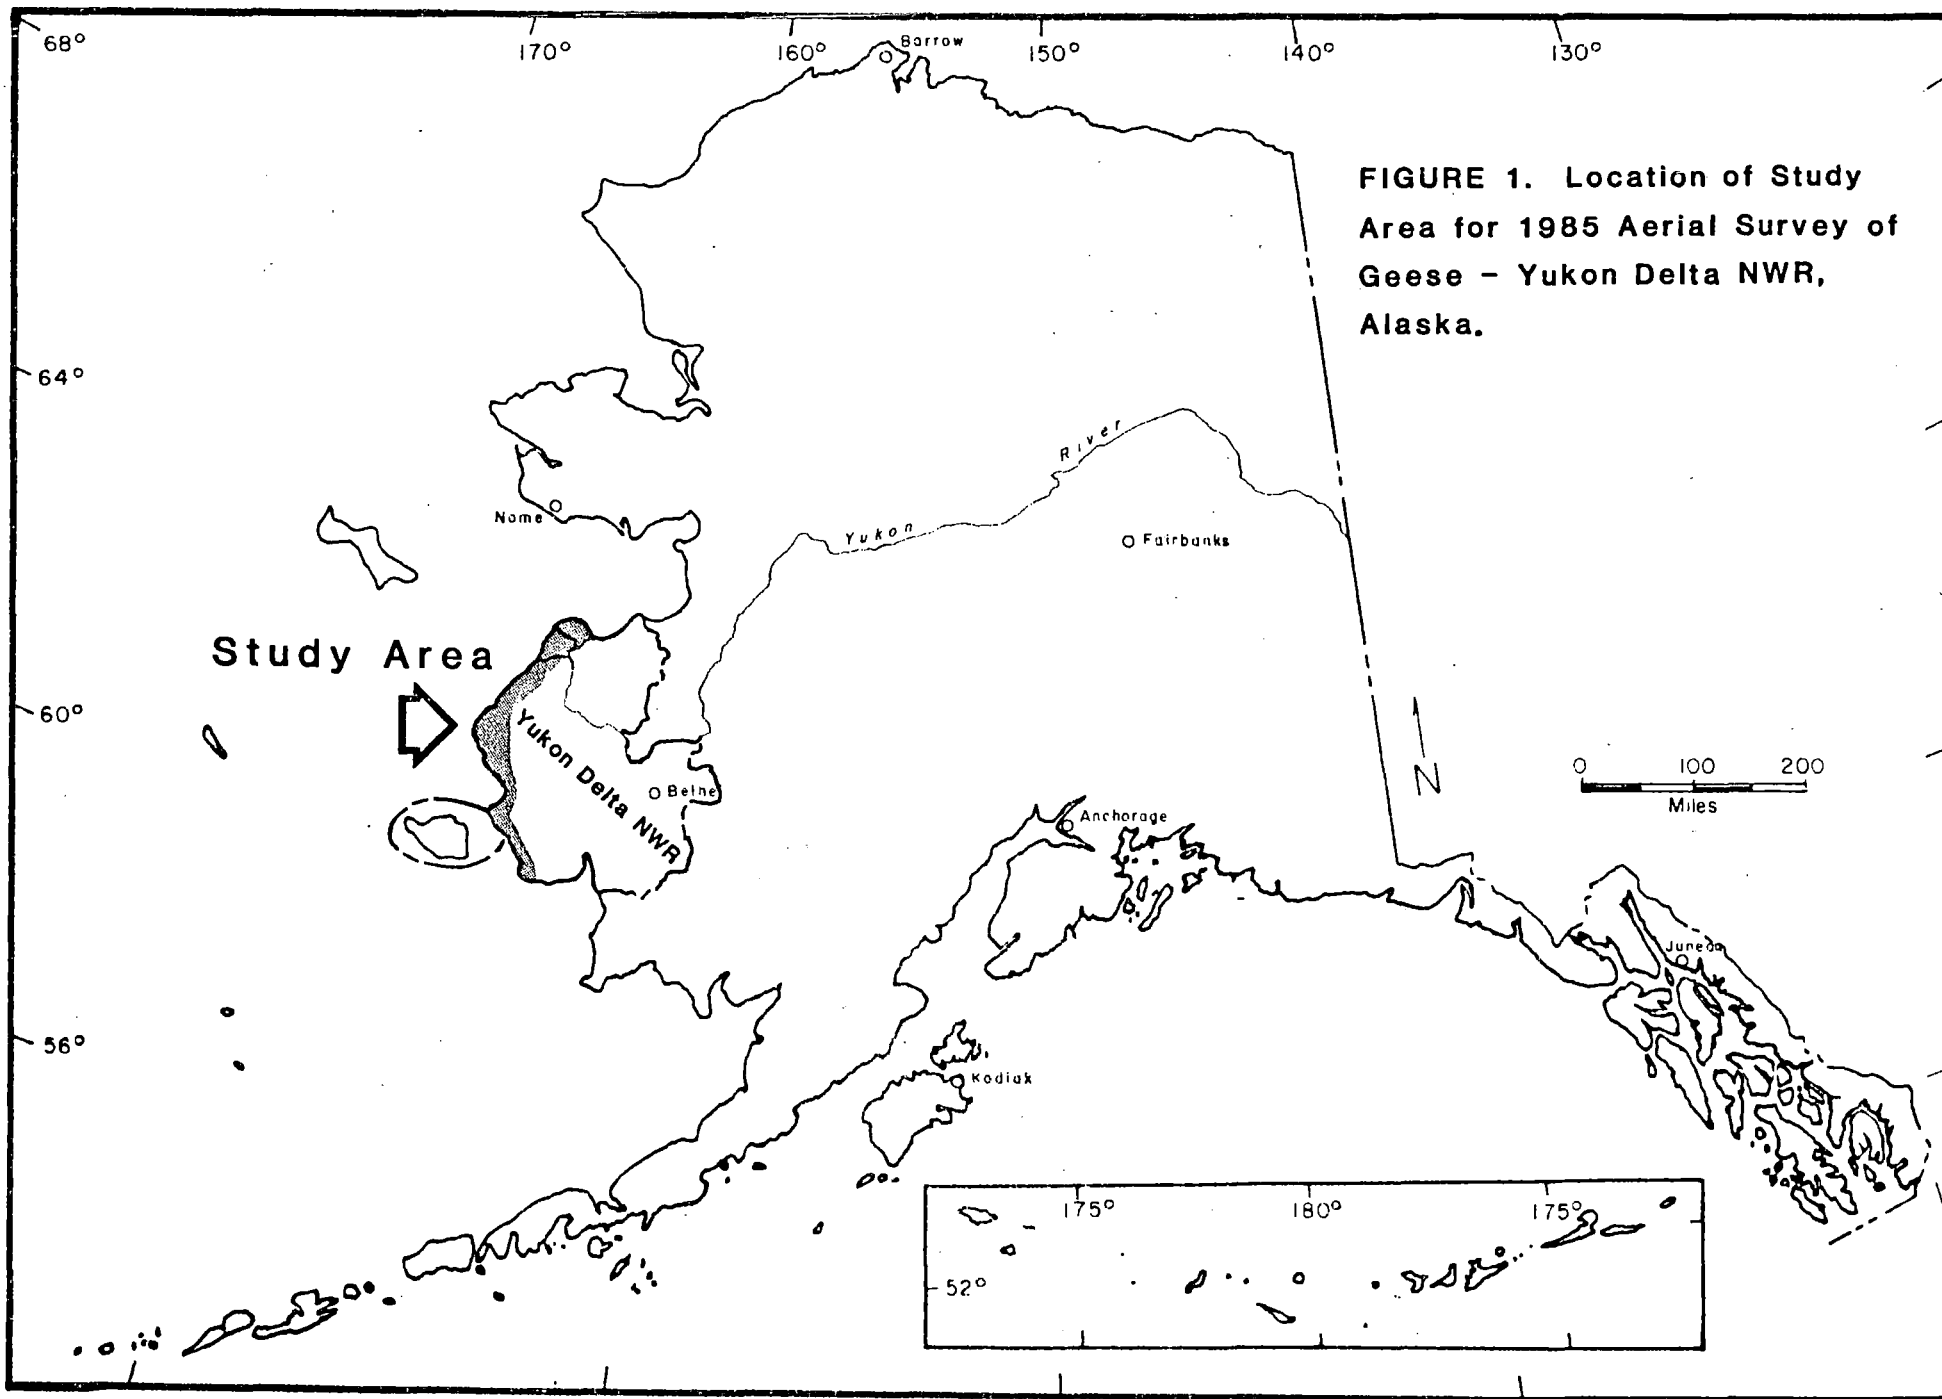 68°
170°
160°
Barrow
150°
140°
130°
FIGURE 1. Location of Study
Area for 1985 Aerial Survey of
Geese - Yukon Delta NWR,
Alaska.
64°
River
Yukon
Nome
Fairbanks
Study Area
60°
Yukon Delta NWR
Bethe
N
0 100 200
Miles
Anchorage
Juneau
56°
Kodiak
175° 180° 175°
52°